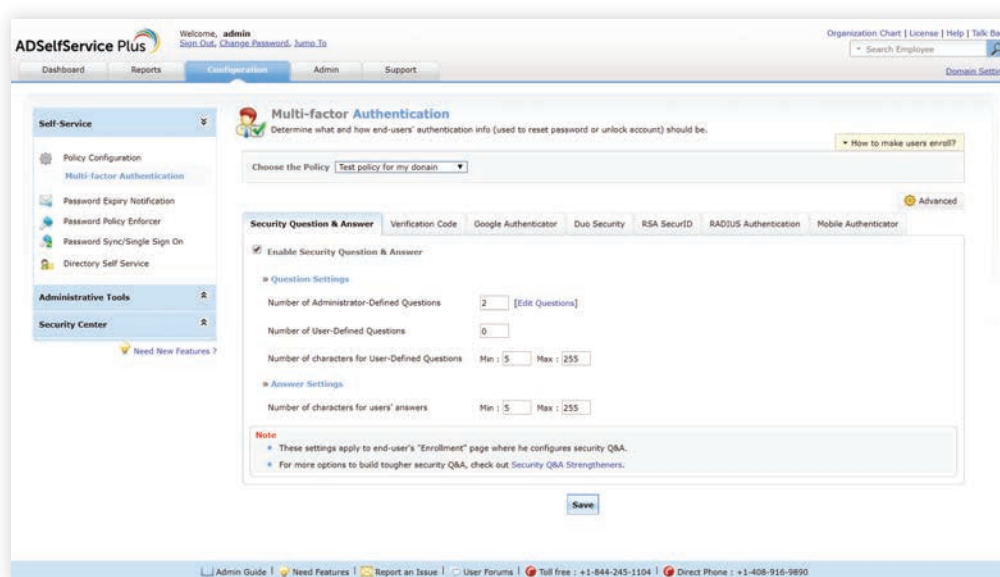 ADSelfService Plus
Welcome, admin
Sign Out, Change Password, Jump To
Organization Chart | License | Help | Talk Ba
Search Employee
Dashboard Reports Configuration Admin Support
Domain Settin
Self-Service
Policy Configuration
Multi-factor Authentication
Password Expiry Notification
Password Policy Enforcer
Password Sync/Single Sign On
Directory Self Service
Administrative Tools
Security Center
Need New Features ?
Multi-factor Authentication
Determine what and how end-users' authentication info (used to reset password or unlock account) should be.
How to make users enroll?
Choose the Policy Test policy for my donain
Advanced
Security Question & Answer Verification Code Google Authenticator Duo Security RSA SecurID RADIUS Authentication Mobile Authenticator
Enable Security Question & Answer
» Question Settings
Number of Administrator-Defined Questions 2 [Edit Questions]
Number of User-Defined Questions 0
Number of characters for User-Defined Questions Min : 5 Max : 255
» Answer Settings
Number of characters for users' answers Min : 5 Max : 255
Note
These settings apply to end-user's "Enrollment" page where he configures security Q&A.
For more options to build tougher security Q&A, check out Security Q&A Strengtheners.
Save
Admin Guide | Need Features | Report an Issue | User Forums | Toll free : +1-844-245-1104 | Direct Phone : +1-408-916-9890